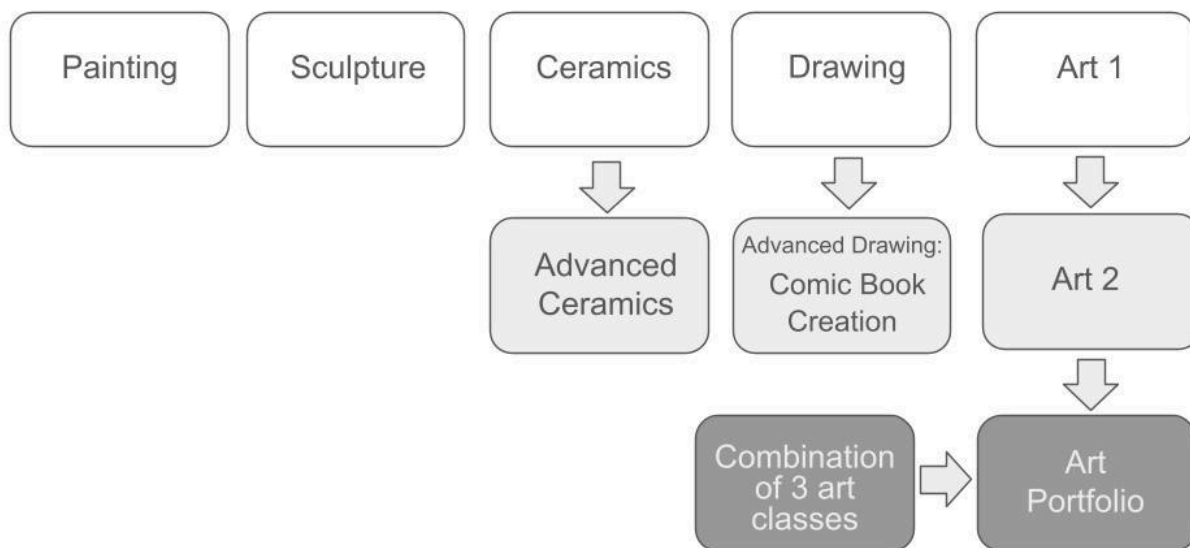 Painting
Sculpture
Ceramics
Drawing
Art 1
Advanced
Ceramics
Advanced Drawing:
Comic Book
Creation
Art 2
Combination
of 3 art
classes
Art
Portfolio